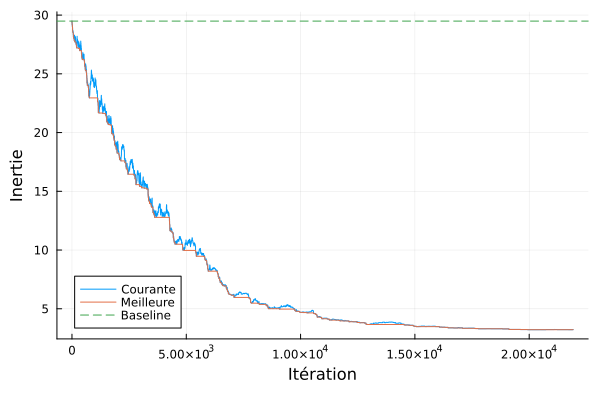 30
25
20
15
10
5
Inertie
Courante
Meilleure
Baseline
0
5.00×10³
1.00×10⁴
1.50×10⁴
2.00×10⁴
Itération